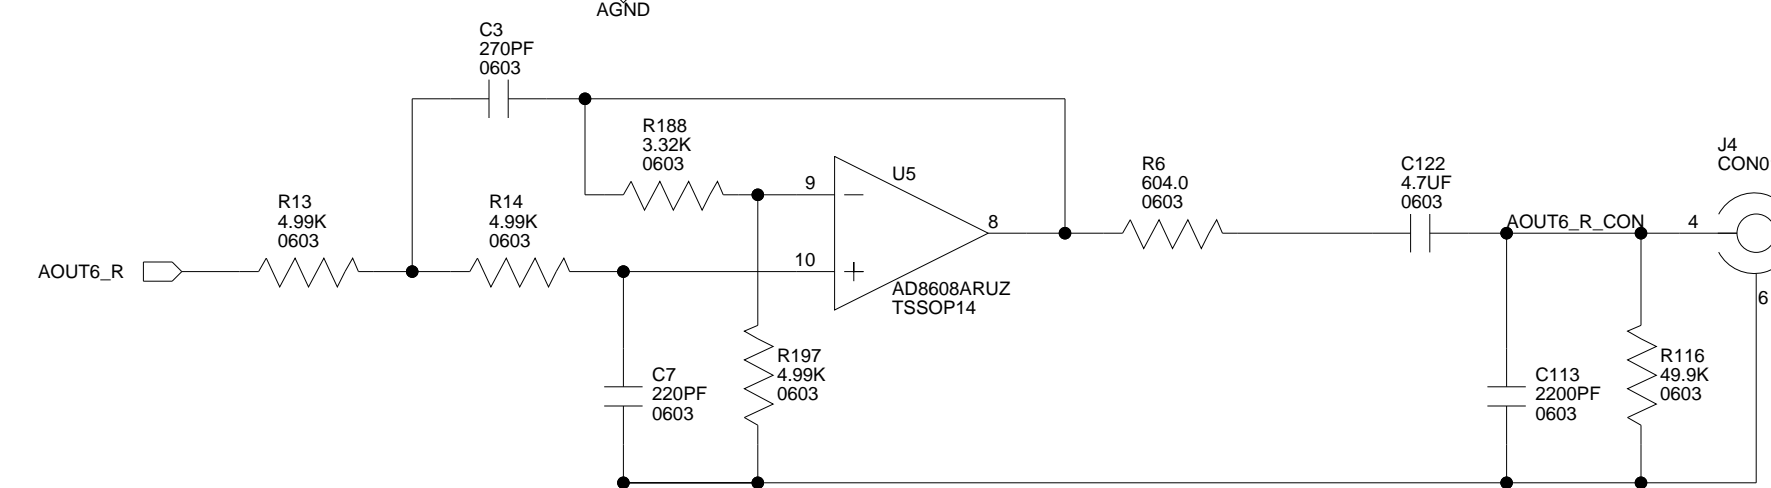 AGND
C3
270PF
0603
R188
3.32K
0603
9
U5
8
R6
604.0
0603
C122
4.7UF
0603
AOUT6_R_CON
4
J4
CON0
6
R13
4.99K
0603
R14
4.99K
0603
AOUT6_R
10
AD8608ARUZ
TSSOP14
C7
220PF
0603
R197
4.99K
0603
C113
2200PF
0603
R116
49.9K
0603